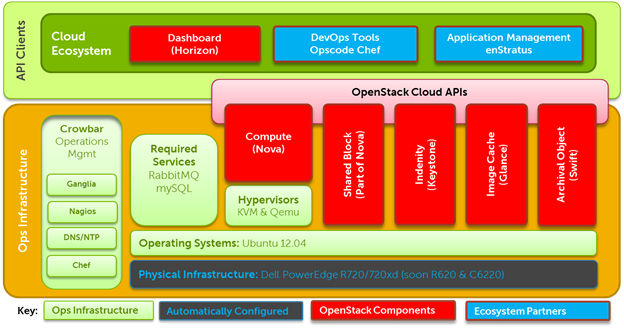 API Clients
Cloud
Ecosystem
Dashboard
(Horizon)
DevOps Tools
Opscode Chef
Application Management
enStratus
OpenStack Cloud APIs
Ops Infrastructure
Crowbar
Operations
Mgmt
Ganglia
Nagios
DNS/NTP
Chef
Required
Services
RabbitMQ
mySQL
Compute
(Nova)
Hypervisors
KVM & Qemu
Shared Block
(Part of Nova)
Indenity
(Keystone)
Image Cache
(Glance)
Archival Object
(Swift)
Operating Systems: Ubuntu 12.04
Physical Infrastructure: Dell PowerEdge R720/720xd (soon R620 & C6220)
Key:
Ops Infrastructure
Automatically Configured
OpenStack Components
Ecosystem Partners